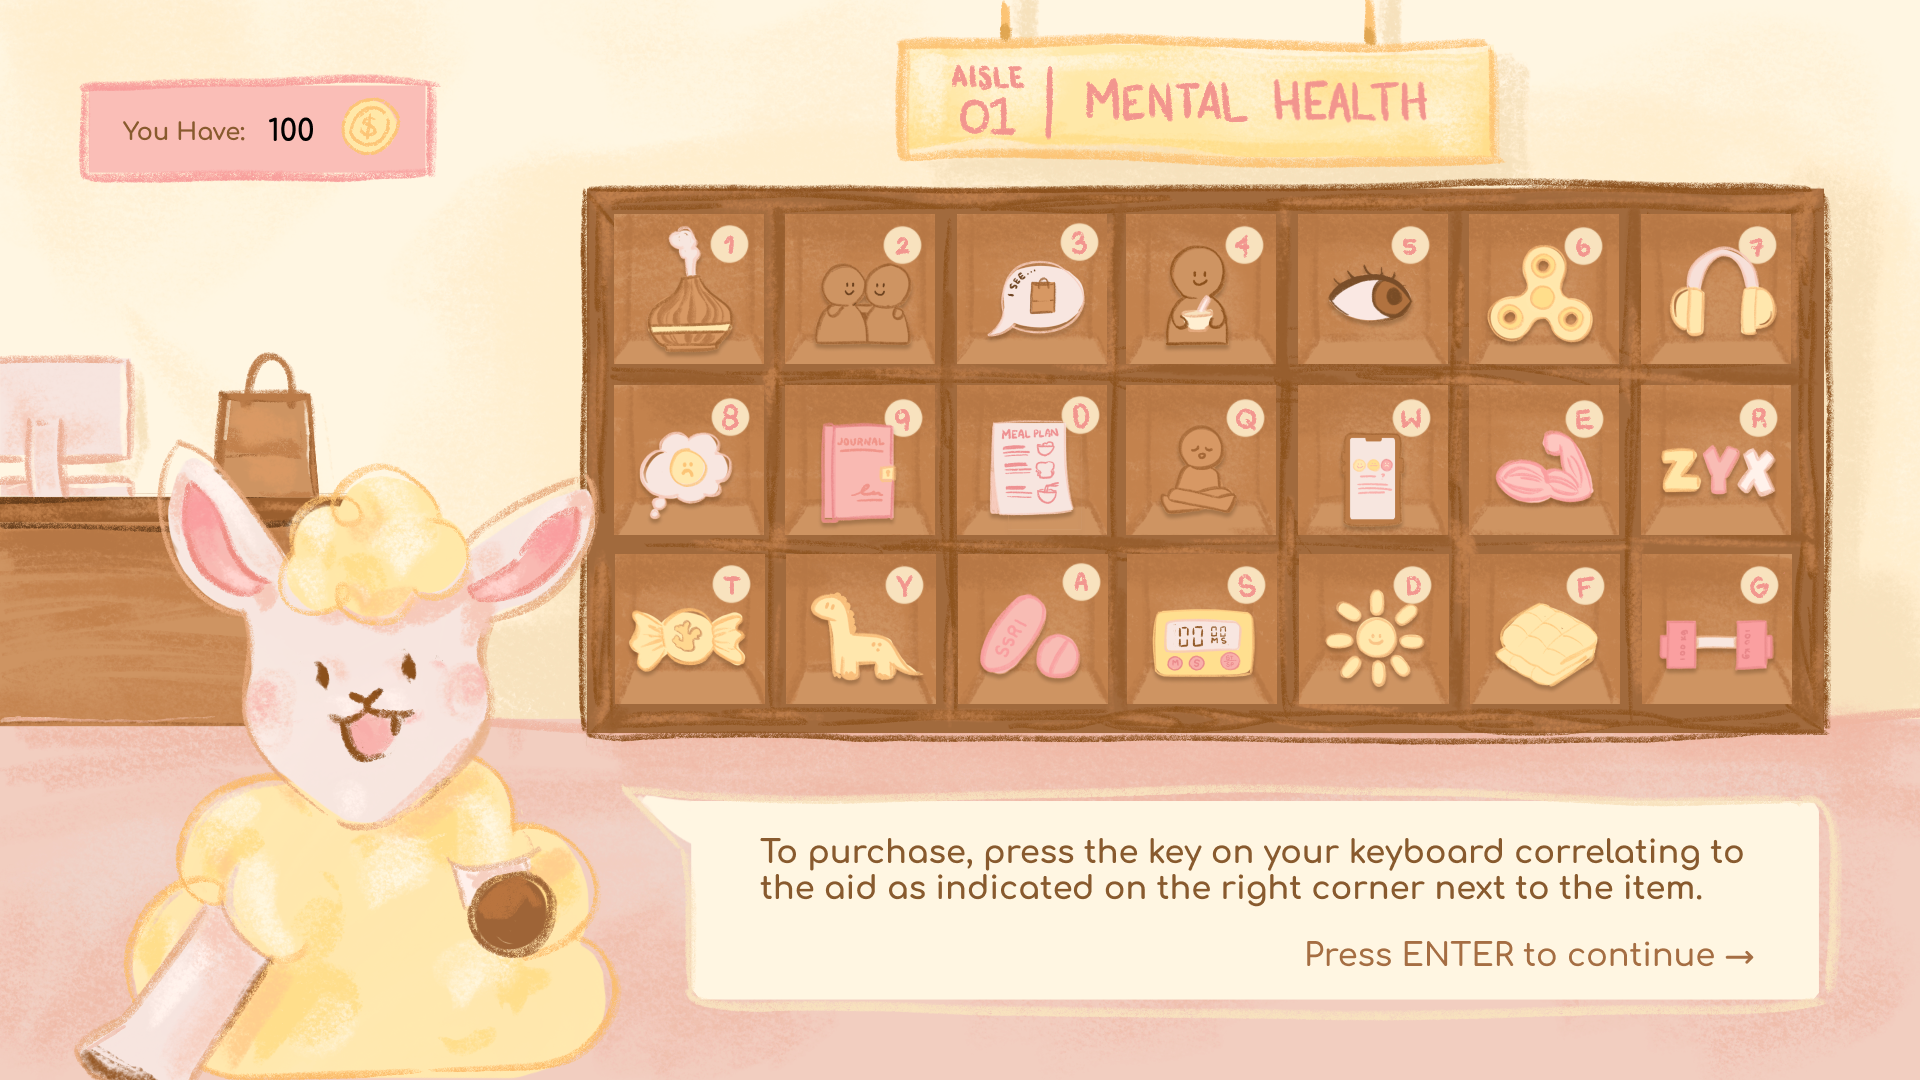 You Have: 100
$
AISLE
01
MENTAL HEALTH
1
2
3
4
5
6
7
I SEE...
8
9
0
Q
W
E
R
JOURNAL
MEAL PLAN
ZYX
T
Y
A
S
D
F
G
SSRI
00 00
M S
M S
To purchase, press the key on your keyboard correlating to
the aid as indicated on the right corner next to the item.
Press ENTER to continue →